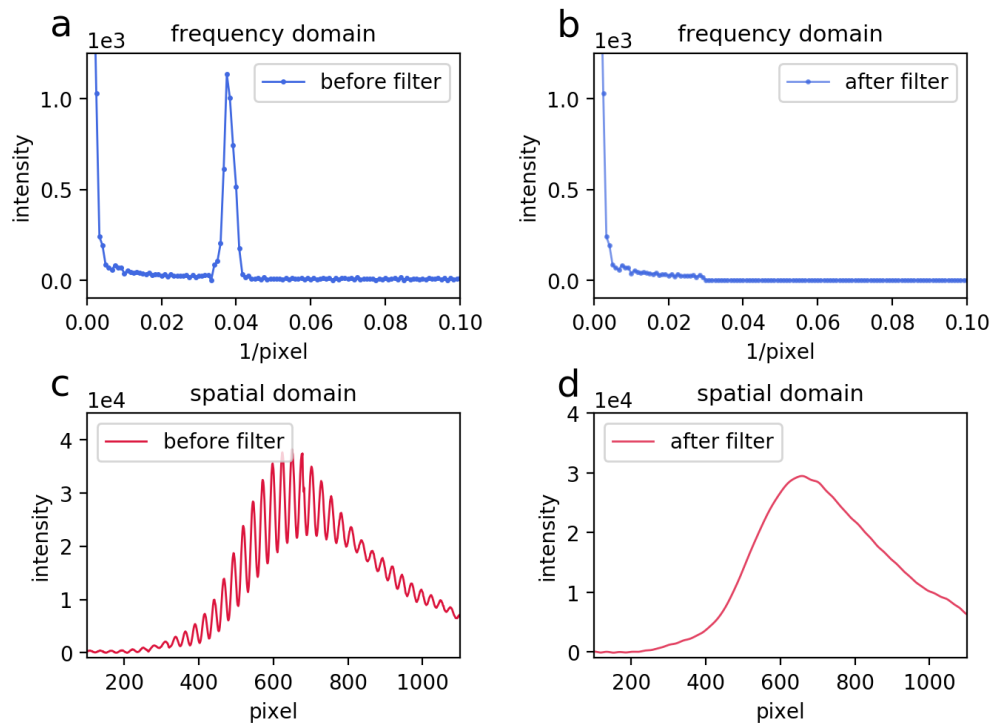 a
frequency domain
1e3
before filter
intensity
1.0
0.5
0.0
0.00 0.02 0.04 0.06 0.08 0.10
1/pixel
b
frequency domain
1e3
after filter
intensity
1.0
0.5
0.0
0.00 0.02 0.04 0.06 0.08 0.10
1/pixel
c
spatial domain
1e4
before filter
intensity
4
3
2
1
0
200 400 600 800 1000
pixel
d
spatial domain
1e4
after filter
intensity
4
3
2
1
0
200 400 600 800 1000
pixel